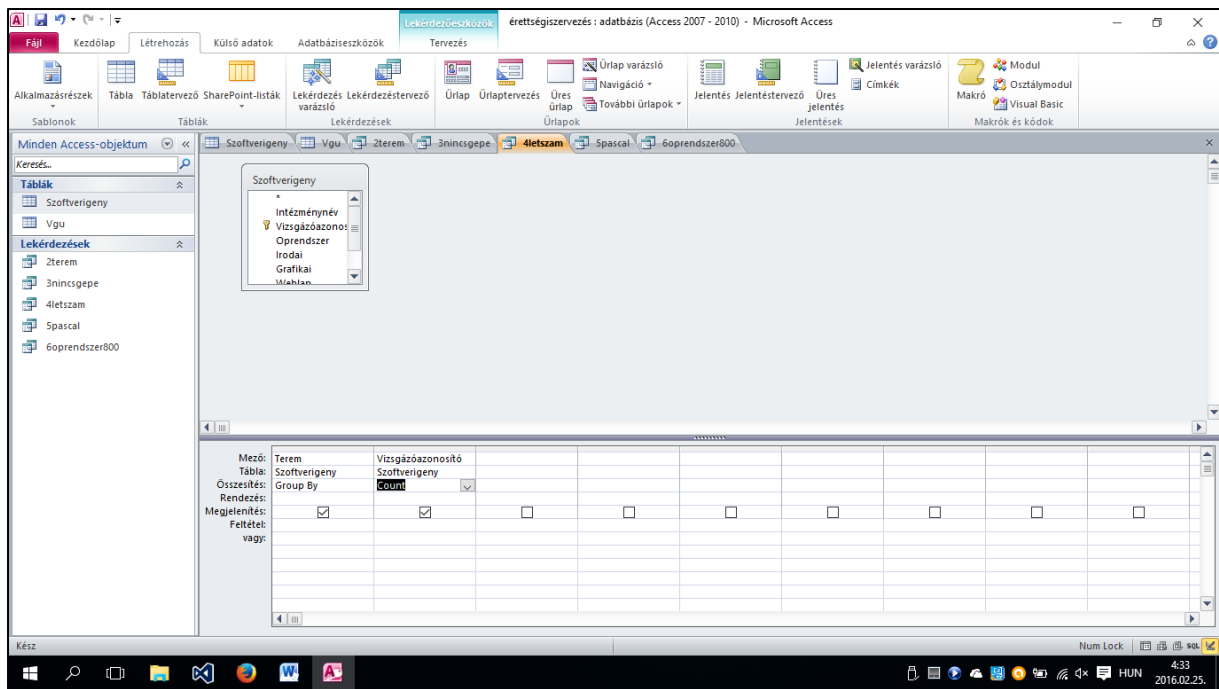 Lekérdezőeszközök érettségiszervezés : adatbázis (Access 2007 - 2010) - Microsoft Access
Fájl Kezdőlap Létrehozás Külső adatok Adatbáziseszközök Tervezés
Alkalmazásrészek
Sablonok
Tábla Táblatervező SharePoint-listák
Táblák
Lekérdezés varázsló
Lekérdezéstervező
Lekérdezések
Űrlap Űrlaptervezés Üres űrlap
Űrlap varázsló
Navigáció
További űrlapok
Űrlapok
Jelentés Jelentéstervező Üres jelentés
Jelentés varázsló
Címkék
Jelentések
Makró
Modul
Osztálymodul
Visual Basic
Makrók és kódok
Minden Access-objektum
Keresés...
Táblák
Szoftverigeny
Vgu
Lekérdezések
2terem
3nincsgepe
4letszam
5pascal
6oprendszer800
Szoftverigeny Vgu 2terem 3nincsgepe 4letszam 5pascal 6oprendszer800
Szoftverigeny
*
Intézménynév
Vizsgázóazonos
Oprendszer
Irodai
Grafikai
Weblap
Mező: Terem Vizsgázóazonosító
Tábla: Szoftverigeny Szoftverigeny
Összesítés: Group By Count
Rendezés:
Megjelenítés:
Feltétel:
vagy:
Kész Num Lock SQL
HUN 4:33
2016.02.25.